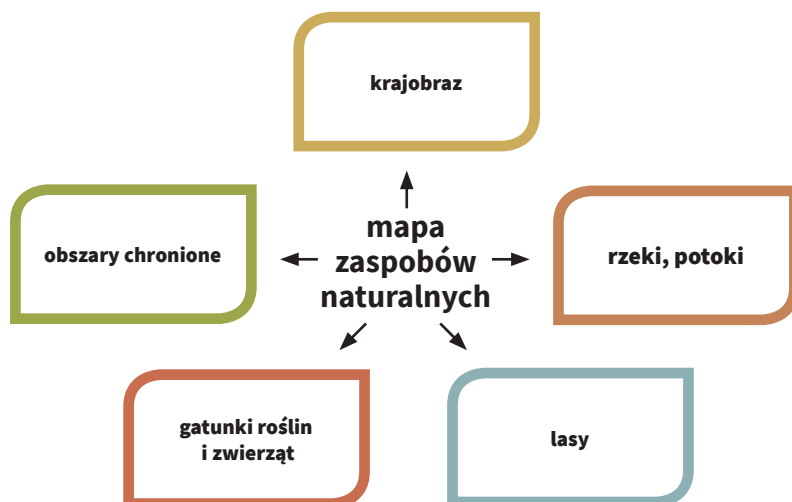 krajobraz
obszary chronione
mapa
zaspobów
naturalnych
rzeki, potoki
gatunki roślin
i zwierząt
lasy